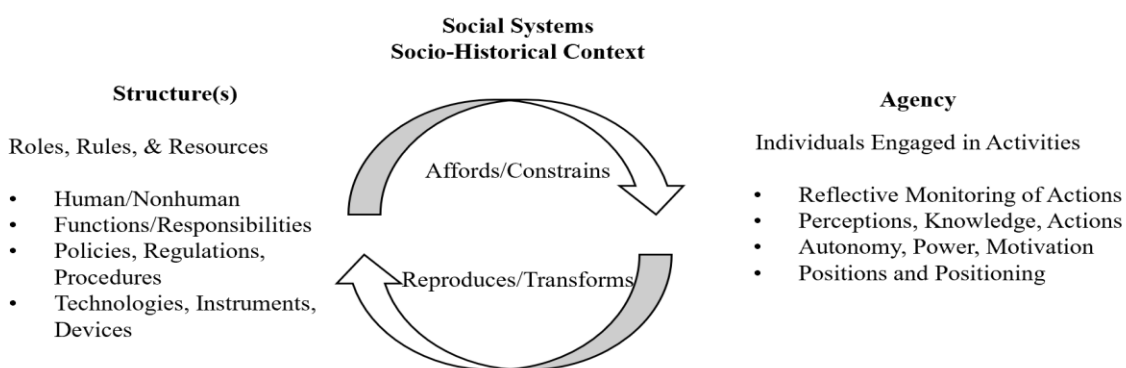 Social Systems
Socio-Historical Context
Structure(s)
Roles, Rules, & Resources
• Human/Nonhuman
• Functions/Responsibilities
• Policies, Regulations,
Procedures
• Technologies, Instruments,
Devices
Affords/Constrains
Reproduces/Transforms
Agency
Individuals Engaged in Activities
• Reflective Monitoring of Actions
• Perceptions, Knowledge, Actions
• Autonomy, Power, Motivation
• Positions and Positioning